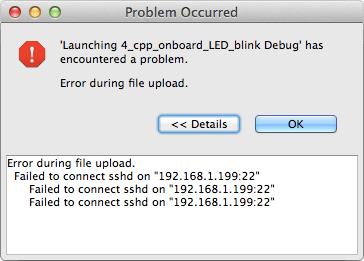 Problem Occurred
'Launching 4_cpp_onboard_LED_blink Debug' has
encountered a problem.
Error during file upload.
<< Details
OK
Error during file upload.
Failed to connect sshd on "192.168.1.199:22"
Failed to connect sshd on "192.168.1.199:22"
Failed to connect sshd on "192.168.1.199:22"